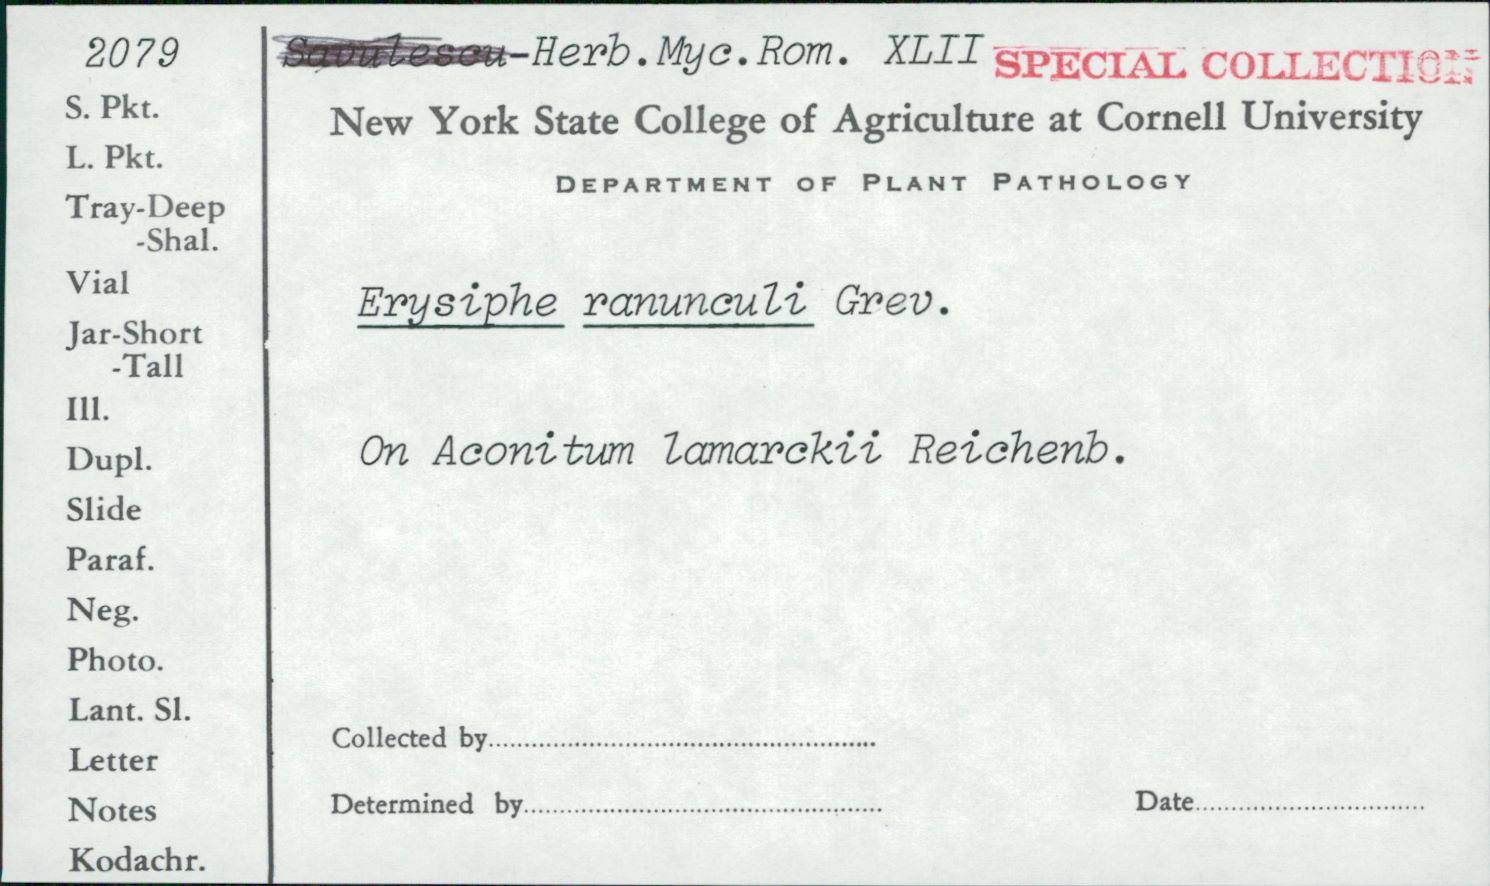 2079
Savulescu-Herb.Myc.Rom. XLII
SPECIAL COLLECTION
New York State College of Agriculture at Cornell University
DEPARTMENT OF PLANT PATHOLOGY
S. Pkt.
L. Pkt.
Tray-Deep
-Shal.
Vial
Jar-Short
-Tall
Ill.
Dupl.
Slide
Paraf.
Neg.
Photo.
Lant. Sl.
Letter
Notes
Kodachr.
Erysiphe ranunculi Grev.
On Aconitum lamarckii Reichenb.
Collected by
Determined by
Date